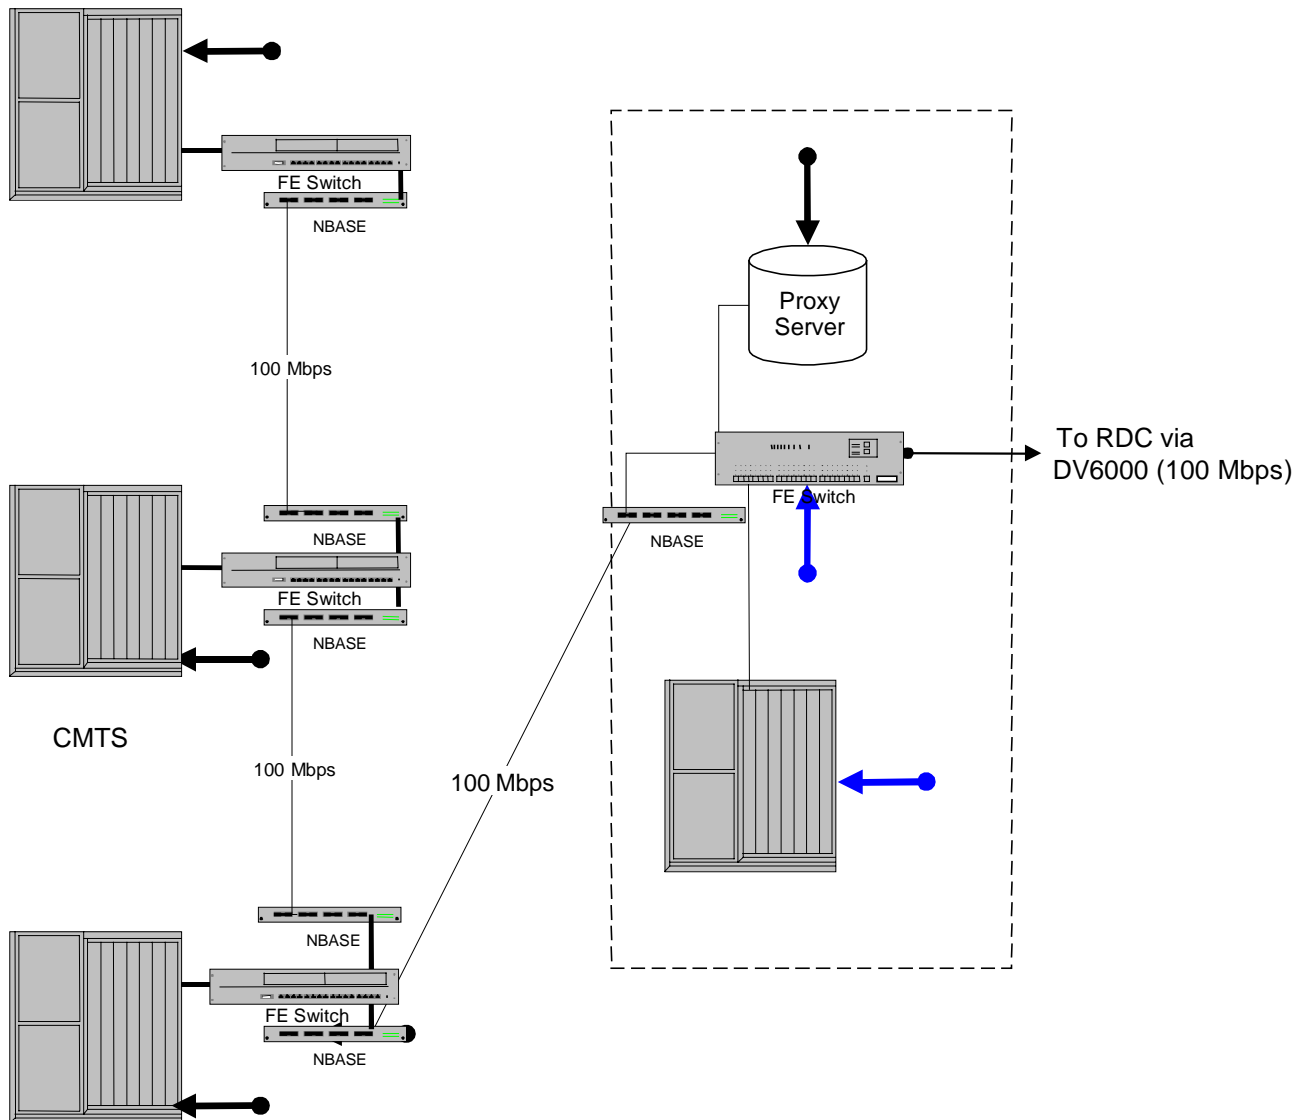 FE Switch
NBASE
100 Mbps
NBASE
FE Switch
NBASE
CMTS
100 Mbps
NBASE
FE Switch
NBASE
100 Mbps
Proxy
Server
FE Switch
NBASE
To RDC via
DV6000 (100 Mbps)